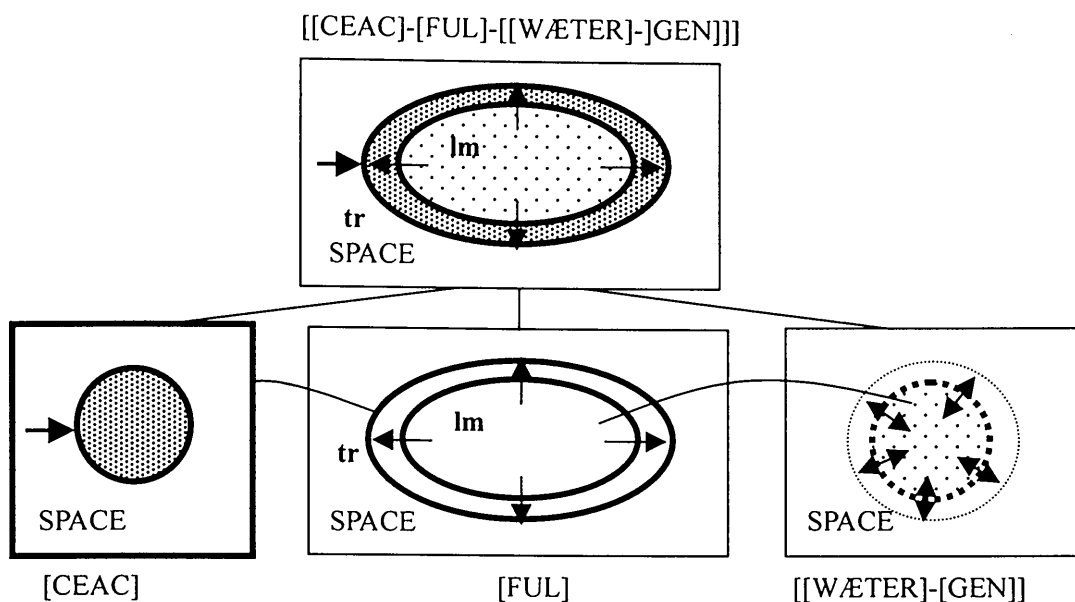 [[CEAC]-[FUL]-[[WÆTER]-]GEN]]]
lm
tr
SPACE
lm
tr
SPACE
SPACE
SPACE
[CEAC]
[FUL]
[[WÆTER]-[GEN]]